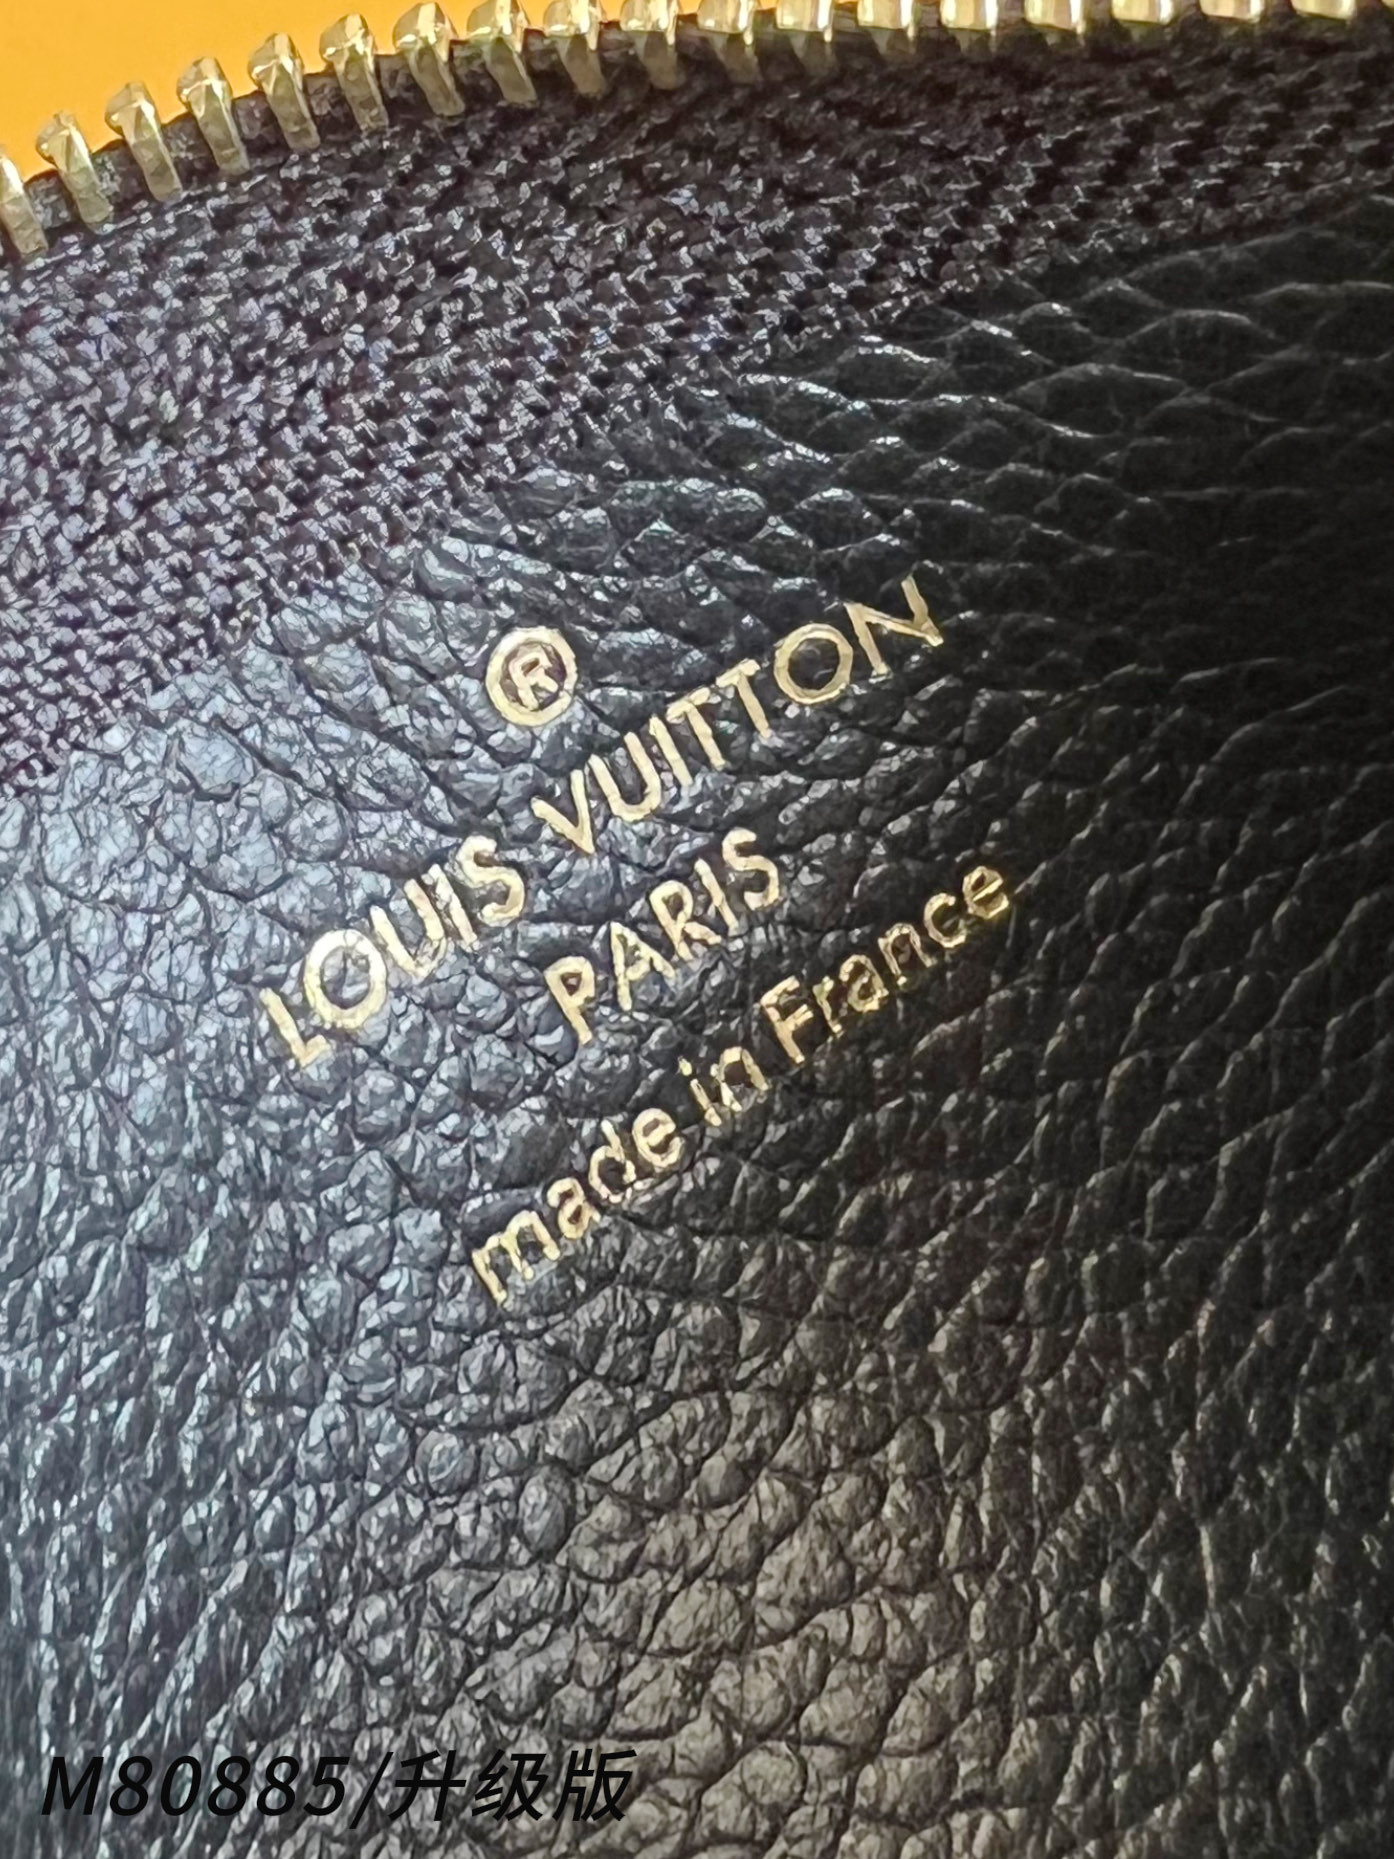 ®
LOUIS VUITTON
PARIS
made in France
M80885/升级版